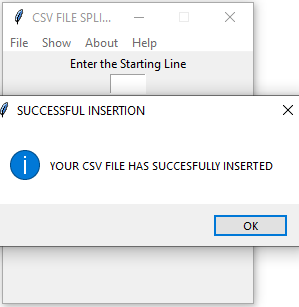 CSV FILE SPLI...
File Show About Help
Enter the Starting Line
SUCCESSFUL INSERTION
YOUR CSV FILE HAS SUCCESFULLY INSERTED
OK